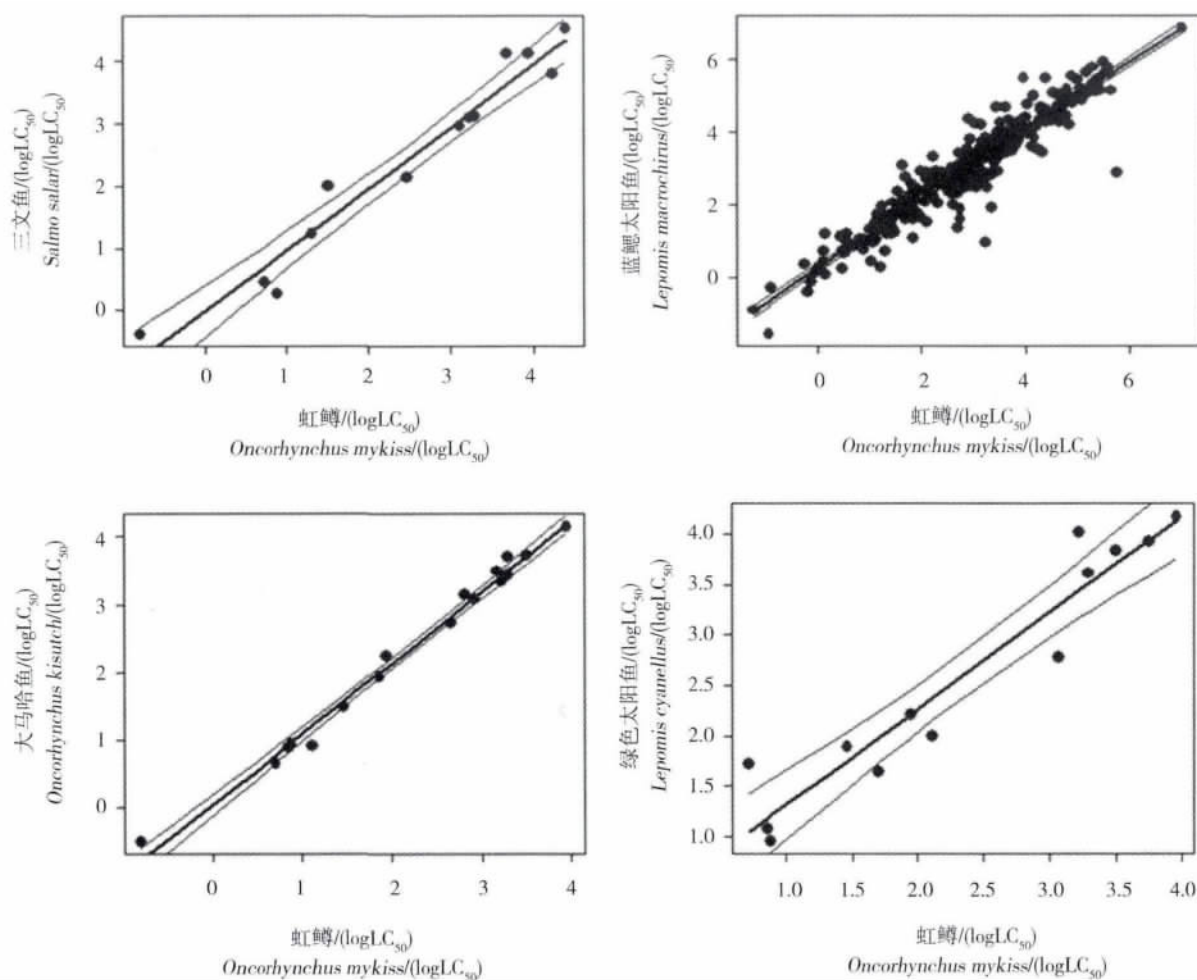 三文鱼/(logLC₅₀)
Salmo salar/(logLC₅₀)
4
3
2
1
0
0 1 2 3 4
虹鳟/(logLC₅₀)
Oncorhynchus mykiss/(logLC₅₀)
蓝鳃太阳鱼/(logLC₅₀)
Lepomis macrochirus/(logLC₅₀)
6
4
2
0
0 2 4 6
虹鳟/(logLC₅₀)
Oncorhynchus mykiss/(logLC₅₀)
大马哈鱼/(logLC₅₀)
Oncorhynchus kisutch/(logLC₅₀)
4
3
2
1
0
0 1 2 3 4
虹鳟/(logLC₅₀)
Oncorhynchus mykiss/(logLC₅₀)
绿色太阳鱼/(logLC₅₀)
Lepomis cyanellus/(logLC₅₀)
4.0
3.5
3.0
2.5
2.0
1.5
1.0
1.0 1.5 2.0 2.5 3.0 3.5 4.0
虹鳟/(logLC₅₀)
Oncorhynchus mykiss/(logLC₅₀)